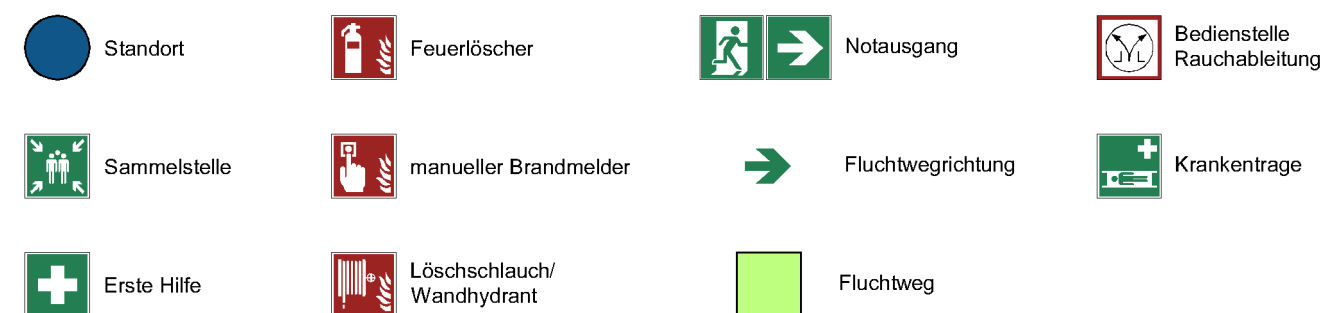 Standort
Feuerlöscher
Notausgang
Bedienstelle
Rauchableitung
Sammelstelle
manueller Brandmelder
Fluchtwegrichtung
Krankentrage
Erste Hilfe
Löschschlauch/
Wandhydrant
Fluchtweg